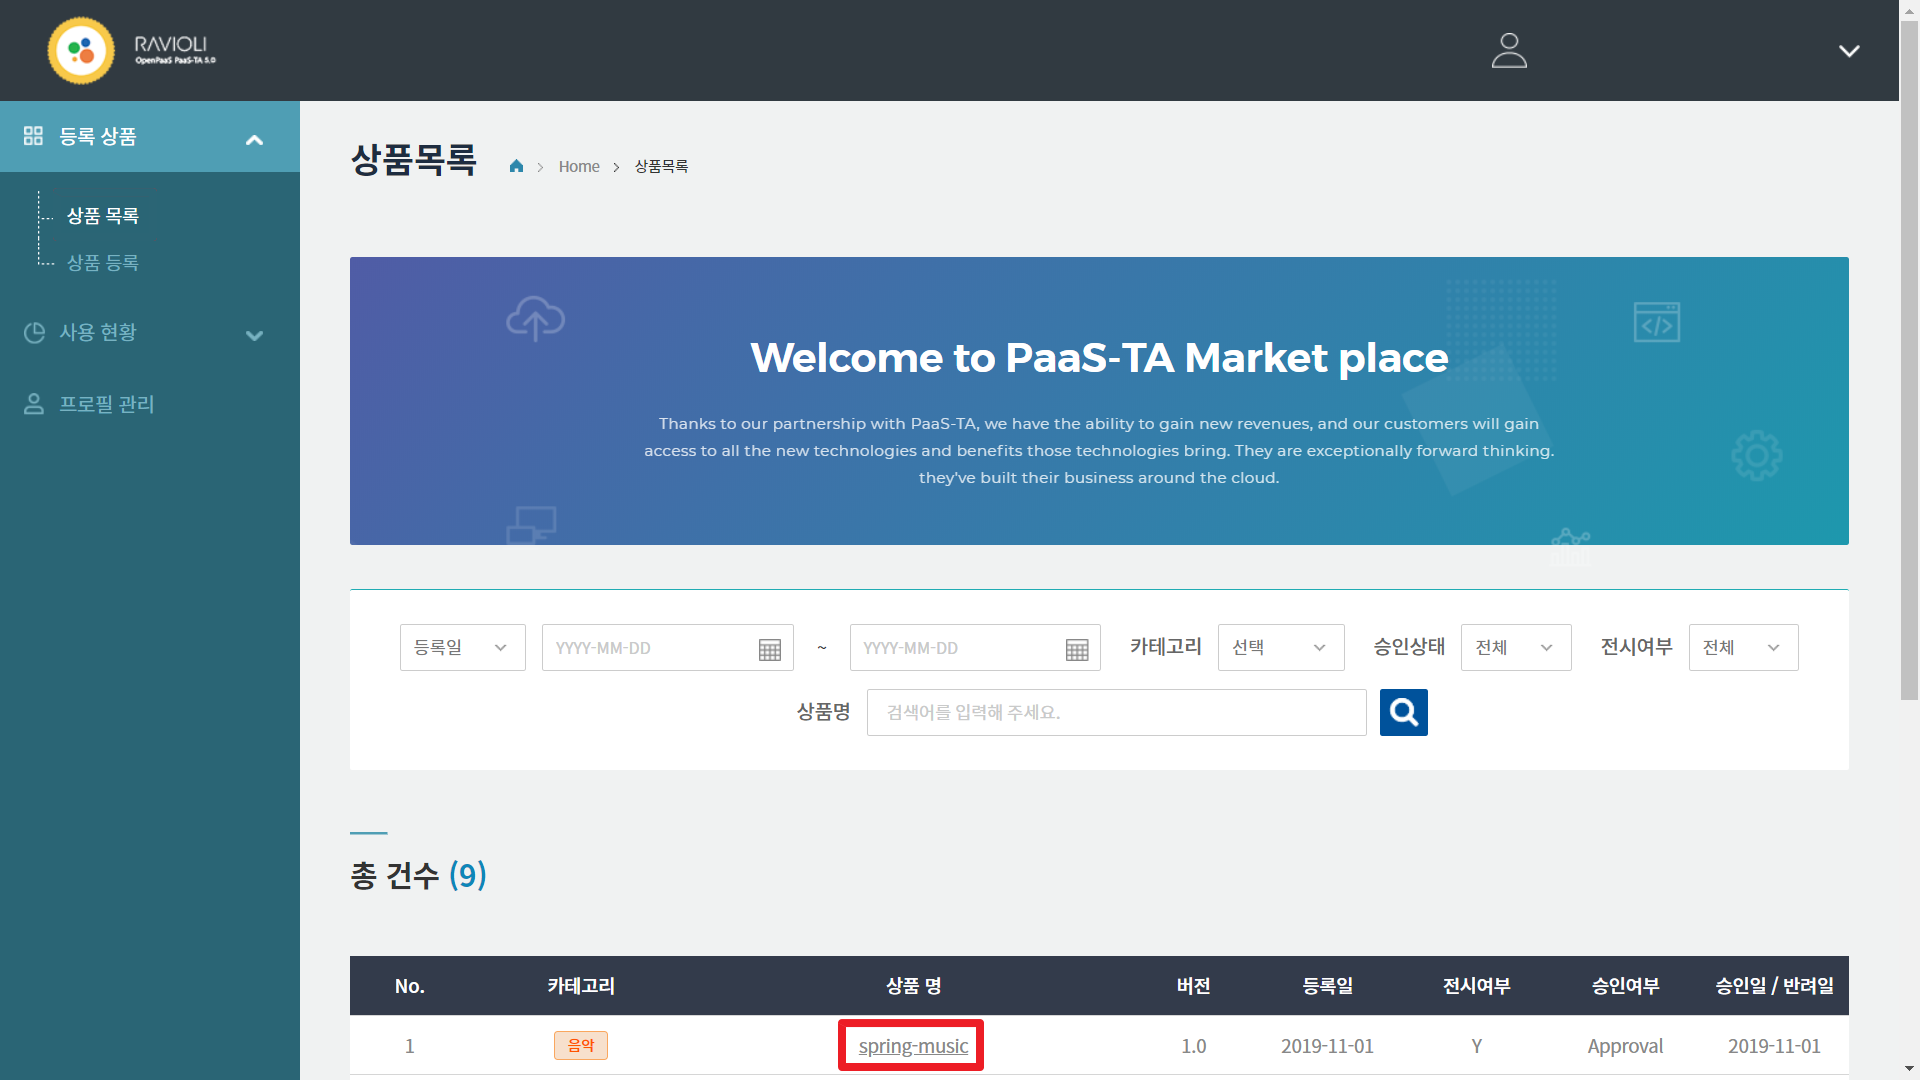 RAVIOLI
OpenPaaS PaaS-TA 5.0
등록 상품
상품 목록
상품 등록
사용 현황
프로필 관리
상품목록 > Home > 상품목록
Welcome to PaaS-TA Market place
Thanks to our partnership with PaaS-TA, we have the ability to gain new revenues, and our customers will gain
access to all the new technologies and benefits those technologies bring. They are exceptionally forward thinking.
they've built their business around the cloud.
등록일 YYYY-MM-DD ~ YYYY-MM-DD 카테고리 선택 승인상태 전체 전시여부 전체
상품명 검색어를 입력해 주세요.
총 건수 (9)
No. 카테고리 상품 명 버전 등록일 전시여부 승인여부 승인일 / 반려일
1 음악 spring-music 1.0 2019-11-01 Y Approval 2019-11-01